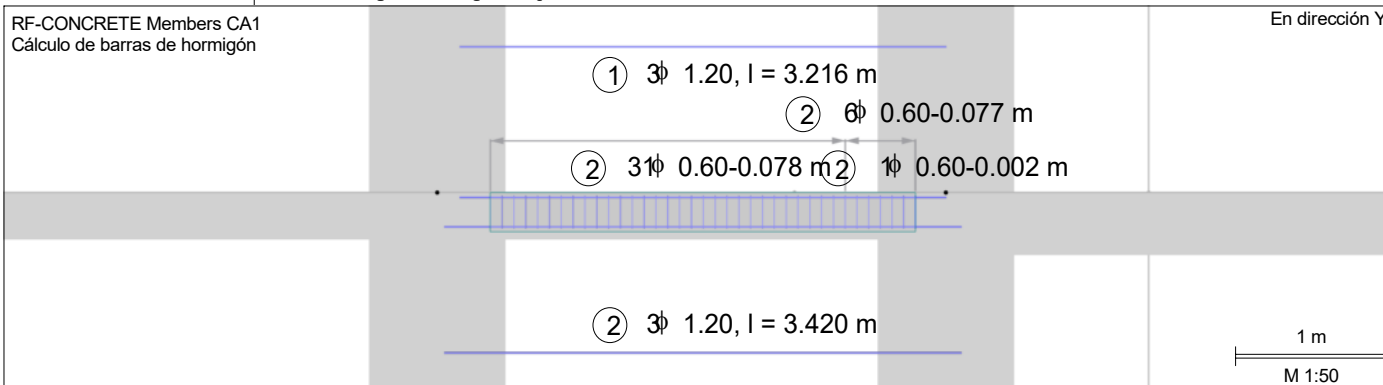 RF-CONCRETE Members CA1
Cálculo de barras de hormigón
En dirección Y
1 3ϕ 1.20, l = 3.216 m
2 6ϕ 0.60-0.077 m
2 31ϕ 0.60-0.078 m
2 1ϕ 0.60-0.002 m
2 3ϕ 1.20, l = 3.420 m
1 m
M 1:50